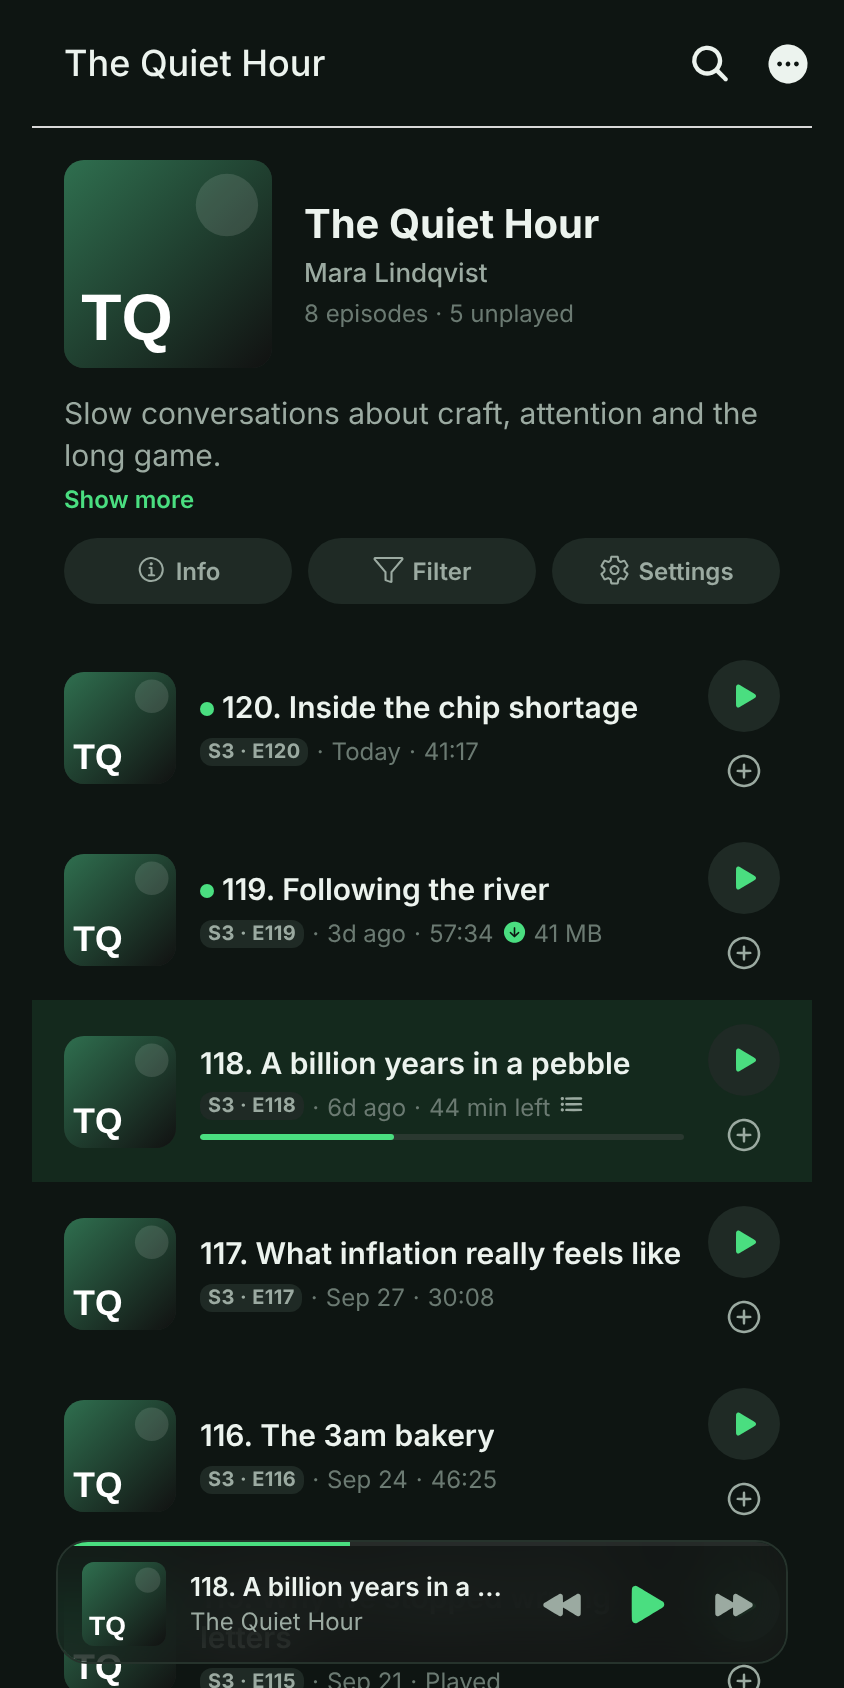 The Quiet Hour
TQ
The Quiet Hour
Mara Lindqvist
8 episodes · 5 unplayed
Slow conversations about craft, attention and the
long game.
Show more
Info
Filter
Settings
TQ
120. Inside the chip shortage
S3 · E120 · Today · 41:17
TQ
119. Following the river
S3 · E119 · 3d ago · 57:34 41 MB
TQ
118. A billion years in a pebble
S3 · E118 · 6d ago · 44 min left
TQ
117. What inflation really feels like
S3 · E117 · Sep 27 · 30:08
TQ
116. The 3am bakery
S3 · E116 · Sep 24 · 46:25
TQ
118. A billion years in a ...
The Quiet Hour
letters
TQ
S3 · E115 · Sep 21 · Played